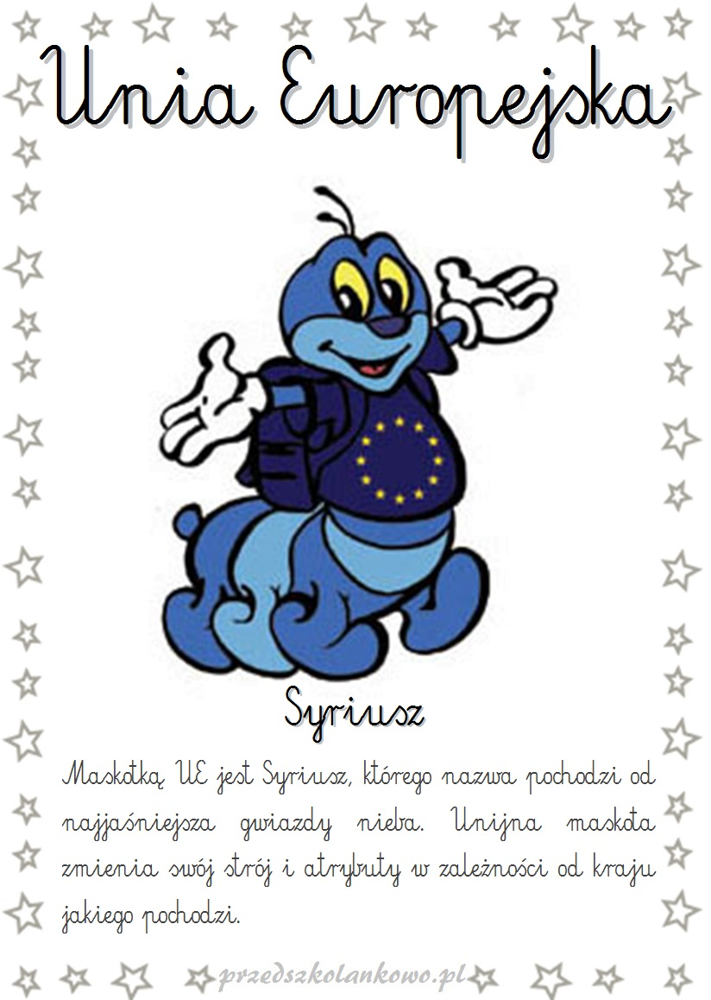 Unia Europejska
Syriusz
Maskotką UE jest Syriusz, którego nazwa pochodzi od
najjaśniejsza gwiazdy nieba. Unijna maskota
zmienia swój strój i atrybuty w zależności od kraju
jakiego pochodzi.
przedszkolankowo.pl